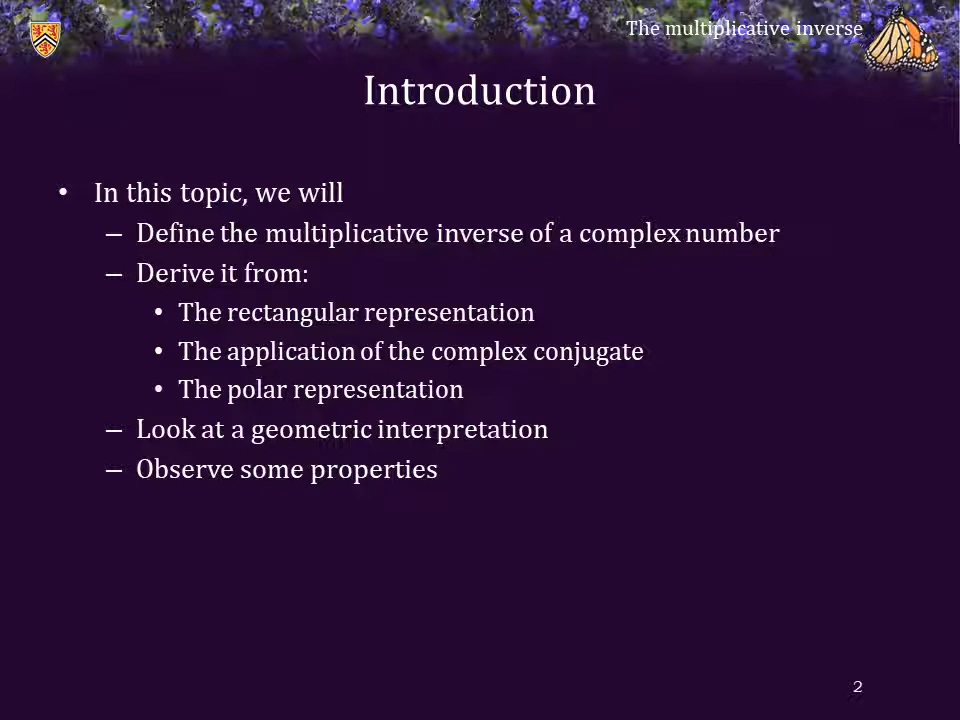 The multiplicative inverse
Introduction
• In this topic, we will
– Define the multiplicative inverse of a complex number
– Derive it from:
• The rectangular representation
• The application of the complex conjugate
• The polar representation
– Look at a geometric interpretation
– Observe some properties
2